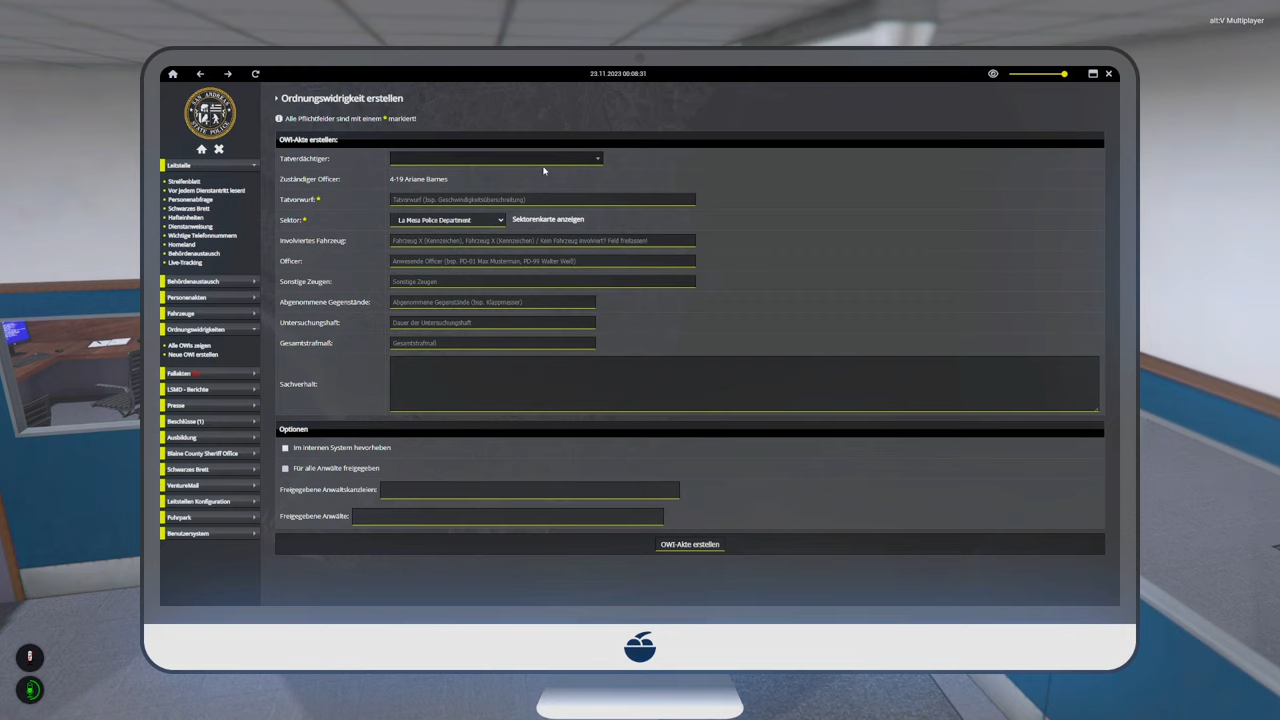 alt:V Multiplayer
23.11.2023 00:08:31
SAN ANDREAS
STATE POLICE
Leitstelle
Streifenblatt
Vor jedem Dienstantritt lesen!
Personenabfrage
Schwarzes Brett
Hafteinheiten
Dienstanweisung
Wichtige Telefonnummern
Homeland
Behördenaustausch
Live-Tracking
Behördenaustausch
Personenakten
Fahrzeuge
Ordnungswidrigkeiten
Alle OWIs zeigen
Neue OWI erstellen
Fallakten
LSMD - Berichte
Presse
Beschlüsse (1)
Ausbildung
Blaine County Sheriff Office
Schwarzes Brett
VentureMail
Leitstellen Konfiguration
Fuhrpark
Benutzersystem
Ordnungswidrigkeit erstellen
Alle Pflichtfelder sind mit einem * markiert!
OWI-Akte erstellen:
Tatverdächtiger:
Zuständiger Officer: 4-19 Ariane Barnes
Tatvorwurf: * Tatvorwurf (bsp. Geschwindigkeitsüberschreitung)
Sektor: * La Mesa Police Department Sektorenkarte anzeigen
Involviertes Fahrzeug: Fahrzeug X (Kennzeichen), Fahrzeug X (Kennzeichen) / Kein Fahrzeug involviert? Feld freilassen!
Officer: Anwesende Officer (bsp. PD-01 Max Musterman, PD-99 Walter Weiß)
Sonstige Zeugen: Sonstige Zeugen
Abgenommene Gegenstände: Abgenommene Gegenstände (bsp. Klappmesser)
Untersuchungshaft: Dauer der Untersuchungshaft
Gesamtstrafmaß: Gesamtstrafmaß
Sachverhalt:
Optionen
Im internen System hevorheben
Für alle Anwälte freigegeben
Freigegebene Anwaltskanzleien:
Freigegebene Anwälte:
OWI-Akte erstellen